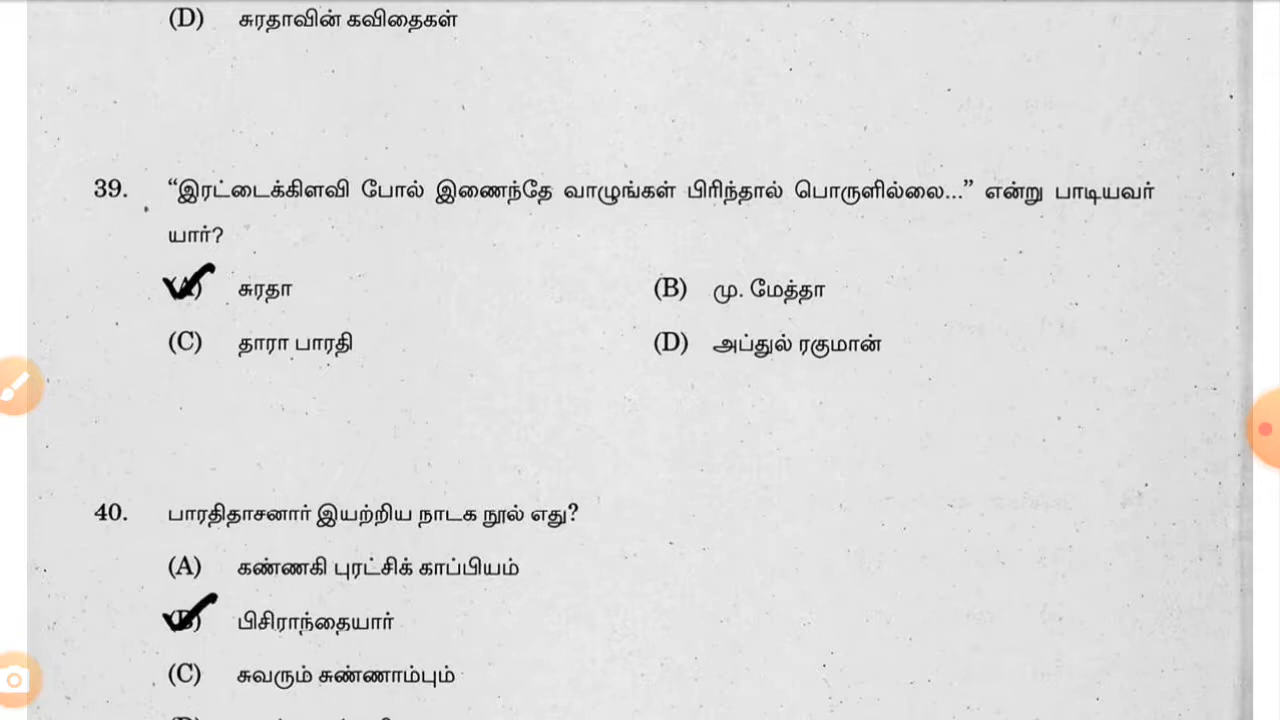 (D) சுரதாவின் கவிதைகள்
39. “இரட்டைக்கிளவி போல் இணைந்தே வாழுங்கள் பிரிந்தால் பொருளில்லை...” என்று பாடியவர்
யார்?
(A) சுரதா (B) மு. மேத்தா
(C) தாரா பாரதி (D) அப்துல் ரகுமான்
40. பாரதிதாசனார் இயற்றிய நாடக நூல் எது?
(A) கண்ணகி புரட்சிக் காப்பியம்
(B) பிசிராந்தையார்
(C) சுவரும் சுண்ணாம்பும்